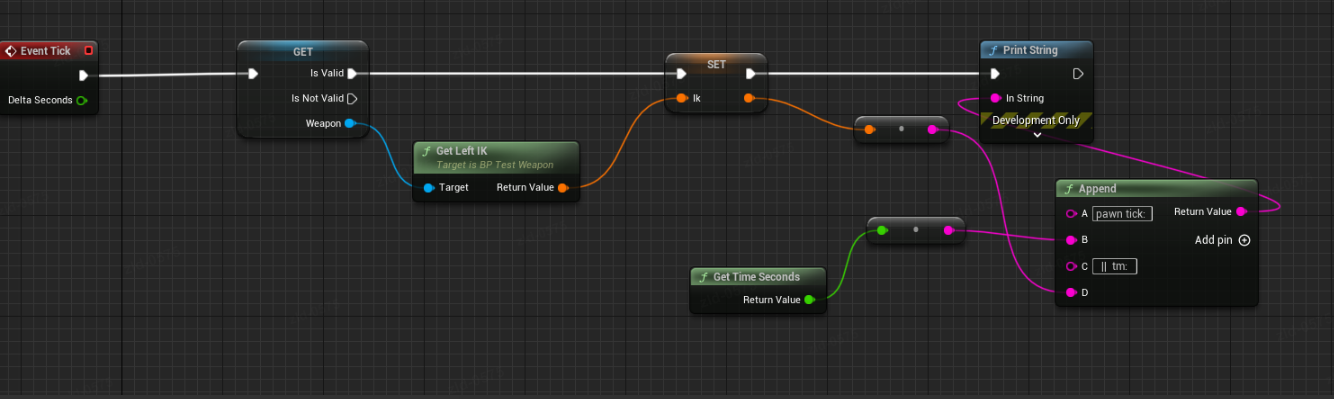 Event Tick
Delta Seconds
GET
Is Valid
Is Not Valid
Weapon
Get Left IK
Target is BP Test Weapon
Target
Return Value
SET
Ik
Print String
In String
Development Only
Get Time Seconds
Return Value
Append
A
pawn tick:
Return Value
B
Add pin
C
|| tm:
D